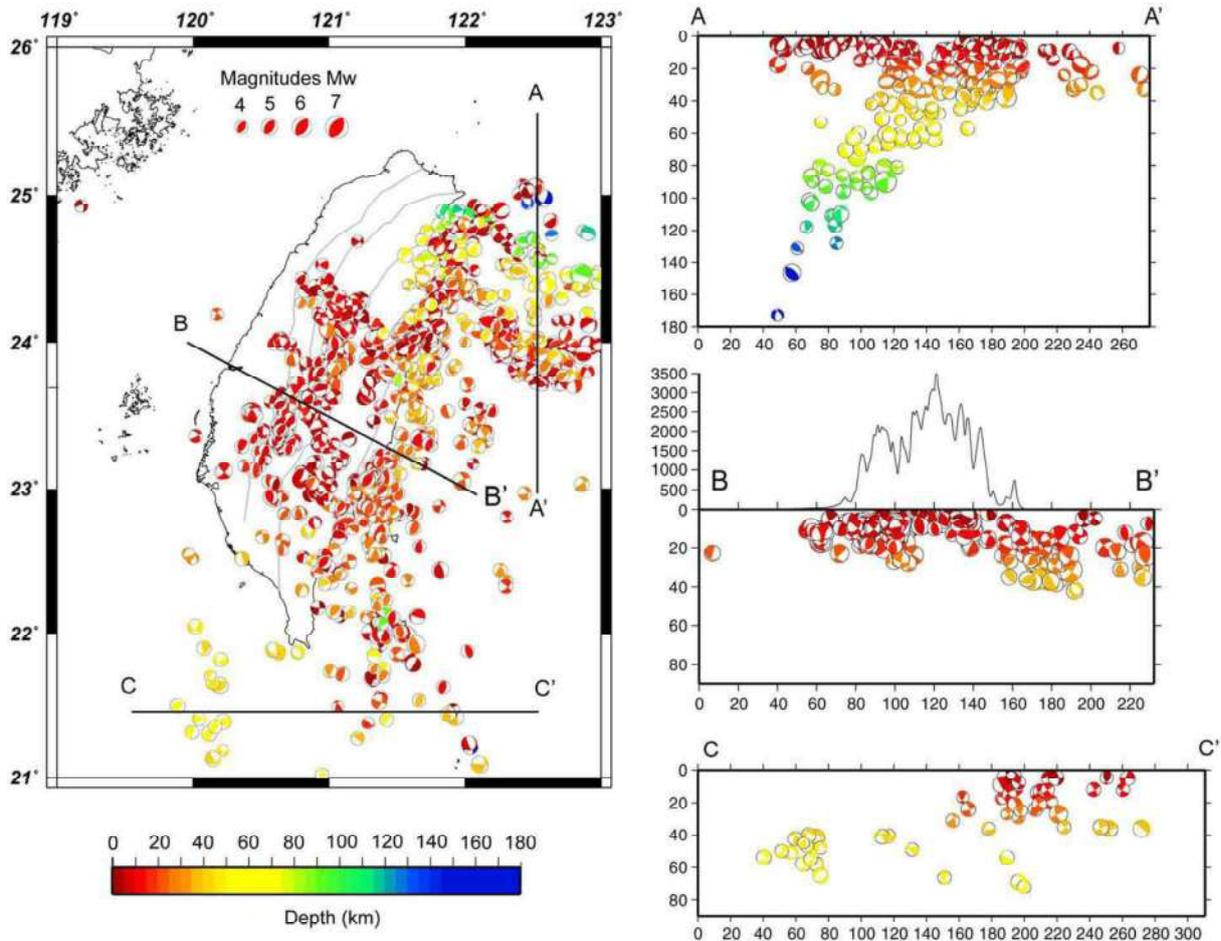 119° 120° 121° 122° 123°
26°
25°
24°
23°
22°
21°
Magnitudes Mw
4 5 6 7
A
A'
B
B'
C
C'
0 20 40 60 80 100 120 140 160 180
Depth (km)
A A'
0
20
40
60
80
100
120
140
160
180
0 20 40 60 80 100 120 140 160 180 200 220 240 260
3500
3000
2500
2000
1500
1000
500
B B'
0
20
40
60
80
0 20 40 60 80 100 120 140 160 180 200 220
C C'
0
20
40
60
80
0 20 40 60 80 100 120 140 160 180 200 220 240 260 280 300